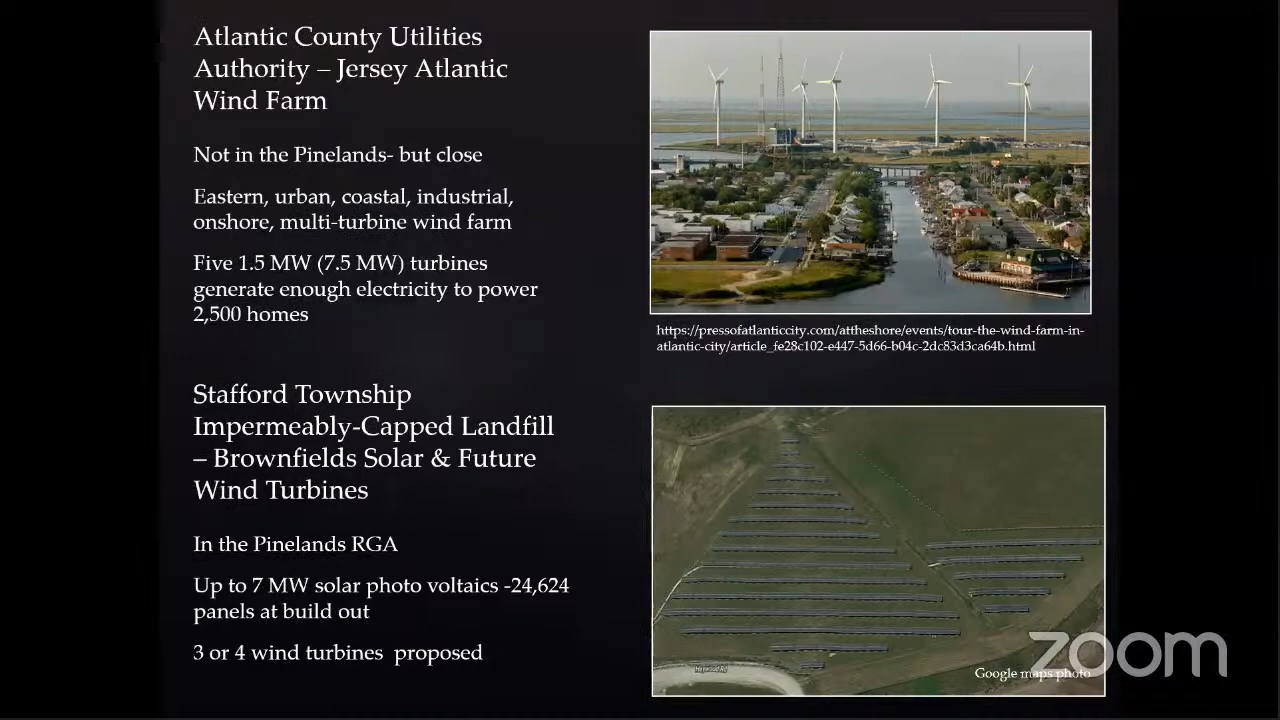 Atlantic County Utilities
Authority – Jersey Atlantic
Wind Farm
Not in the Pinelands- but close
Eastern, urban, coastal, industrial,
onshore, multi-turbine wind farm
Five 1.5 MW (7.5 MW) turbines
generate enough electricity to power
2,500 homes
https://pressofatlanticcity.com/attheshore/events/tour-the-wind-farm-in-
atlantic-city/article_fe28c102-e447-5d66-b04c-2dc83d3ca64b.html
Stafford Township
Impermeably-Capped Landfill
– Brownfields Solar & Future
Wind Turbines
In the Pinelands RGA
Up to 7 MW solar photo voltaics -24,624
panels at build out
3 or 4 wind turbines  proposed
Haywood Rd
Google maps photo
zoom